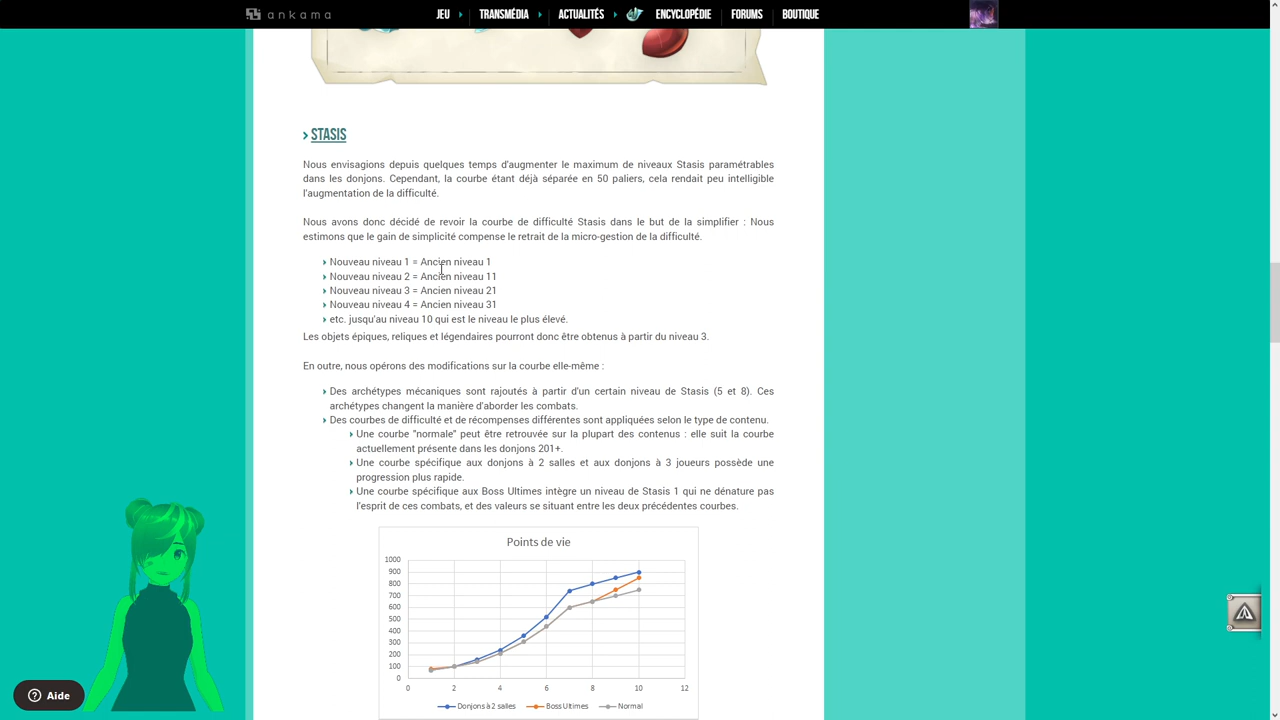 ankama
JEU
TRANSMÉDIA
ACTUALITÉS
ENCYCLOPÉDIE
FORUMS
BOUTIQUE
STASIS
Nous envisagions depuis quelques temps d'augmenter le maximum de niveaux Stasis paramétrables
dans les donjons. Cependant, la courbe étant déjà séparée en 50 paliers, cela rendait peu intelligible
l'augmentation de la difficulté.
Nous avons donc décidé de revoir la courbe de difficulté Stasis dans le but de la simplifier : Nous
estimons que le gain de simplicité compense le retrait de la micro-gestion de la difficulté.
Nouveau niveau 1 = Ancien niveau 1
Nouveau niveau 2 = Ancien niveau 11
Nouveau niveau 3 = Ancien niveau 21
Nouveau niveau 4 = Ancien niveau 31
etc. jusqu'au niveau 10 qui est le niveau le plus élevé.
Les objets épiques, reliques et légendaires pourront donc être obtenus à partir du niveau 3.
En outre, nous opérons des modifications sur la courbe elle-même :
Des archétypes mécaniques sont rajoutés à partir d'un certain niveau de Stasis (5 et 8). Ces
archétypes changent la manière d'aborder les combats.
Des courbes de difficulté et de récompenses différentes sont appliquées selon le type de contenu.
Une courbe "normale" peut être retrouvée sur la plupart des contenus : elle suit la courbe
actuellement présente dans les donjons 201+.
Une courbe spécifique aux donjons à 2 salles et aux donjons à 3 joueurs possède une
progression plus rapide.
Une courbe spécifique aux Boss Ultimes intègre un niveau de Stasis 1 qui ne dénature pas
l'esprit de ces combats, et des valeurs se situant entre les deux précédentes courbes.
Points de vie
1000
900
800
700
600
500
400
300
200
100
0
0 2 4 6 8 10 12
Donjons à 2 salles Boss Ultimes Normal
Aide